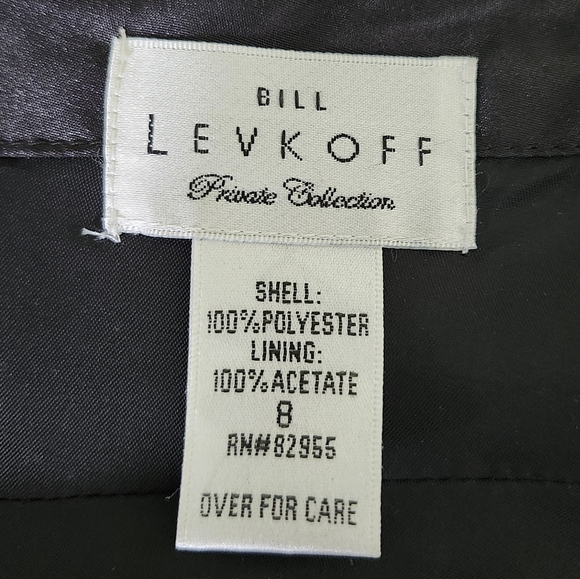 BILL
LEVKOFF
Private Collection
SHELL:
100%POLYESTER
LINING:
100%ACETATE
8
RN#82955
OVER FOR CARE